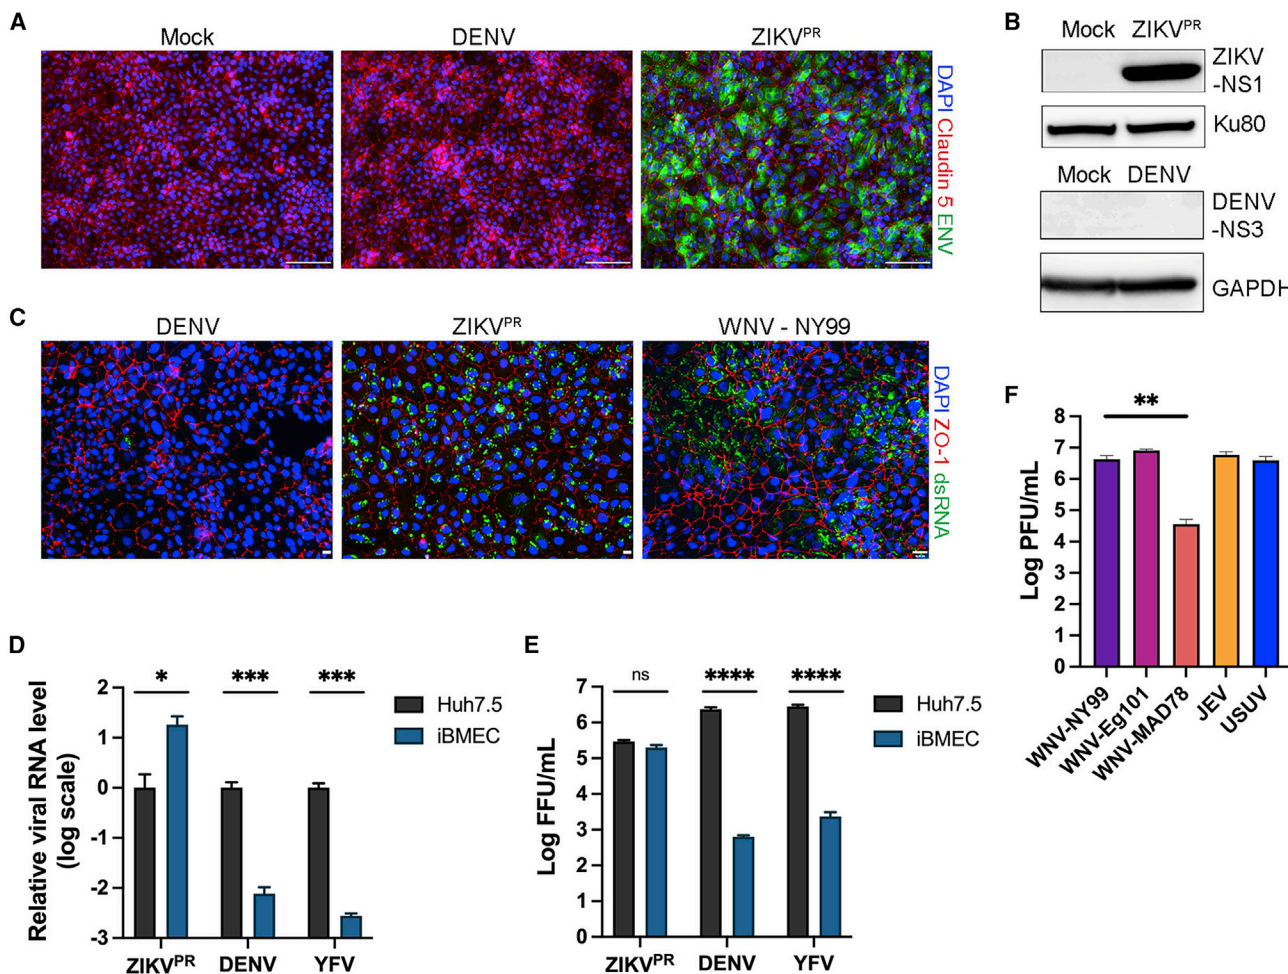 A
Mock
DENV
ZIKVPR
DAPI Claudin 5 ENV
B
Mock ZIKVPR
ZIKV
-NS1
Ku80
Mock DENV
DENV
-NS3
GAPDH
C
DENV
ZIKVPR
WNV - NY99
DAPI ZO-1 dsRNA
D
Relative viral RNA level
(log scale)
2
1
0
-1
-2
-3
*
***
***
ZIKVPR
DENV
YFV
Huh7.5
iBMEC
E
Log FFU/mL
7
6
5
4
3
2
1
0
ns
****
****
ZIKVPR
DENV
YFV
Huh7.5
iBMEC
F
Log PFU/mL
8
7
6
5
4
3
2
1
0
**
WNV-NY99
WNV-Eg101
WNV-MAD78
JEV
USUV